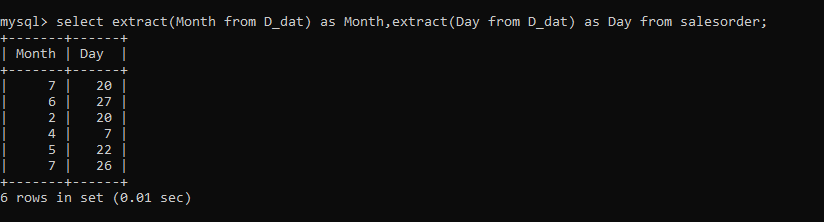 mysql> select extract(Month from D_dat) as Month,extract(Day from D_dat) as Day from salesorder;
+-------+------+
| Month | Day  |
+-------+------+
|     7 |   20 |
|     6 |   27 |
|     2 |   20 |
|     4 |    7 |
|     5 |   22 |
|     7 |   26 |
+-------+------+
6 rows in set (0.01 sec)